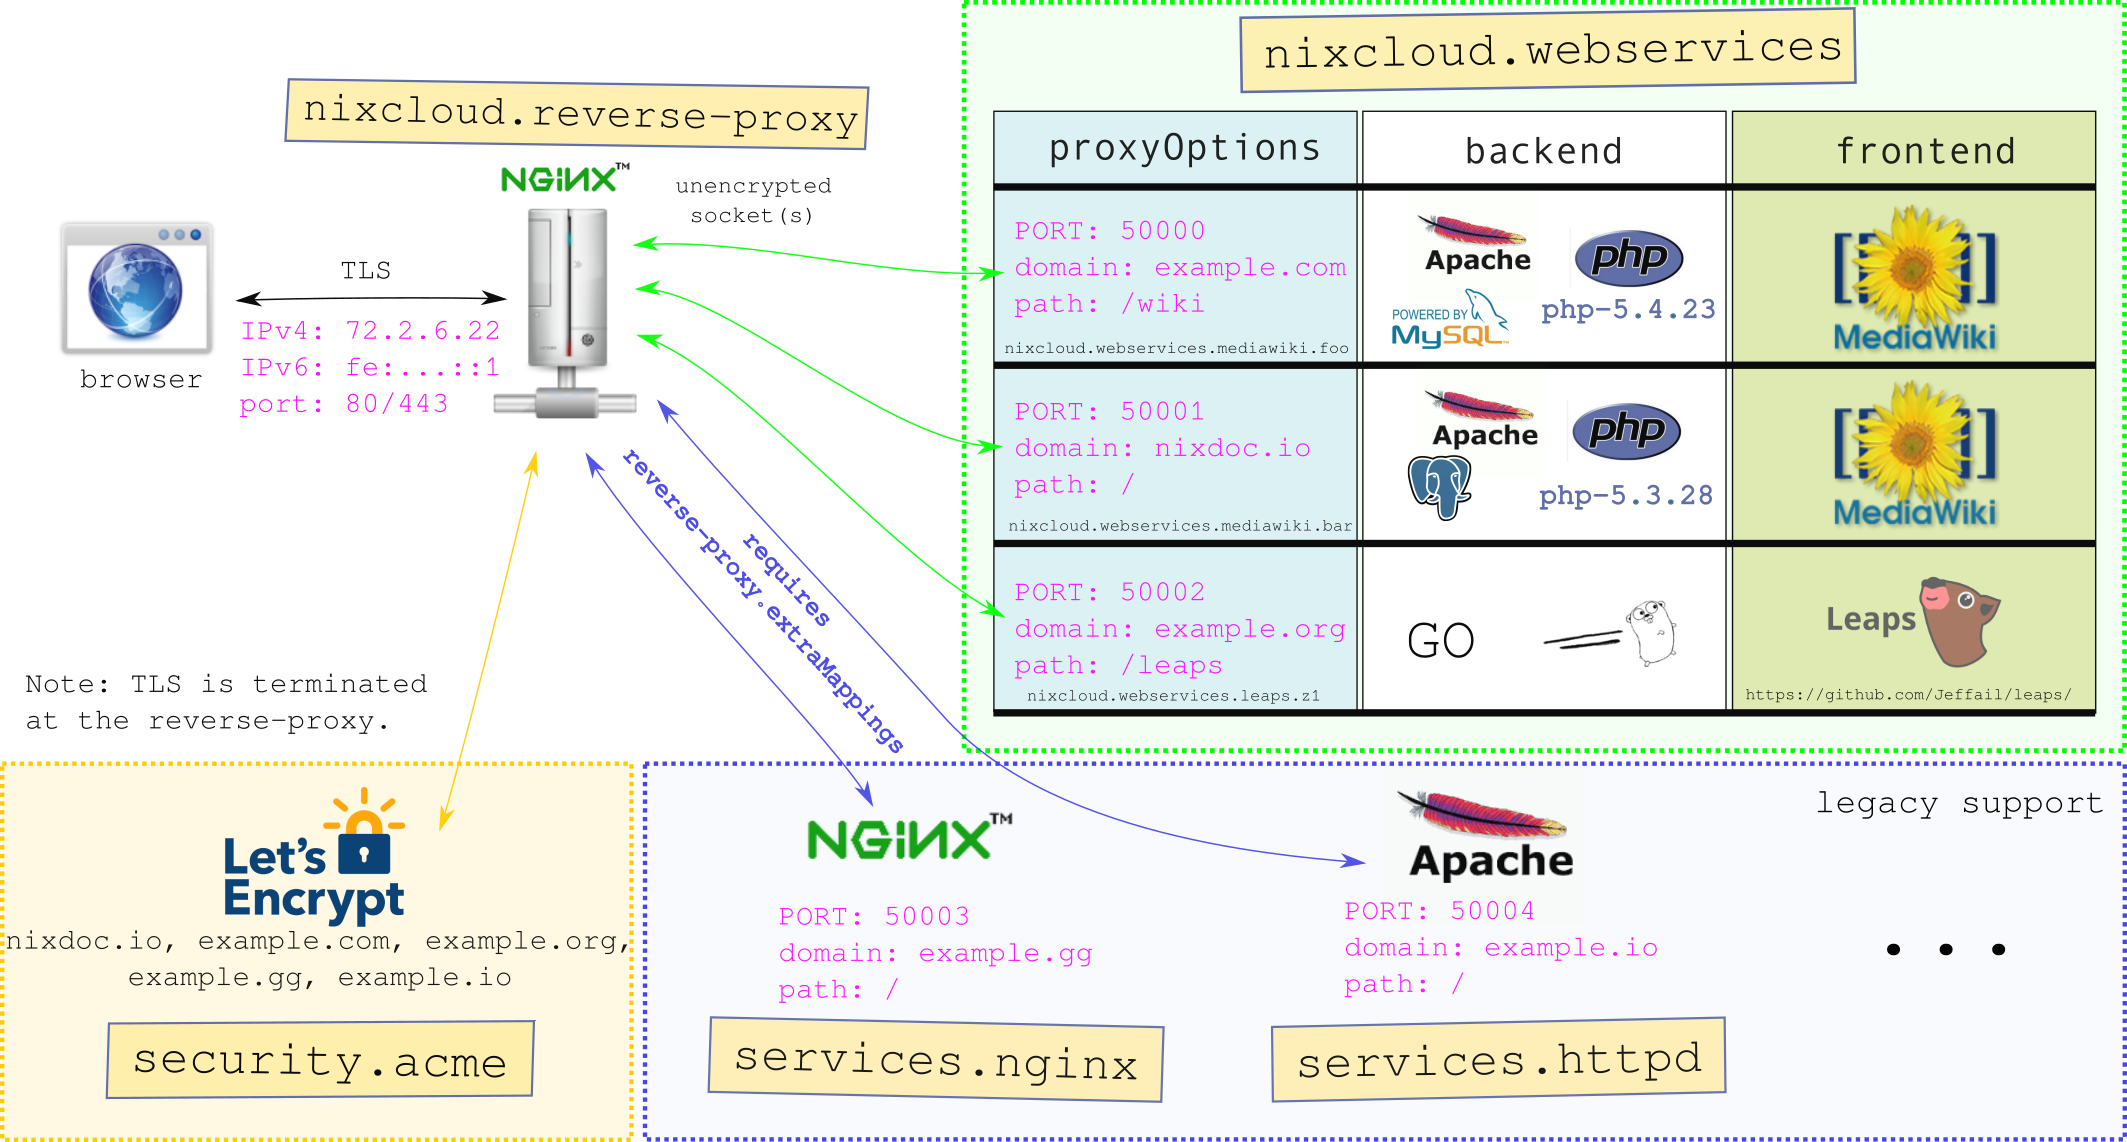 nixcloud.reverse-proxy
NGINX™
unencrypted
socket(s)
TLS
IPv4: 72.2.6.22
IPv6: fe:...::1
port: 80/443
browser
reverse-proxy.extraMappings
requires
Note: TLS is terminated
at the reverse-proxy.
nixcloud.webservices
proxyOptions
backend
frontend
PORT: 50000
domain: example.com
path: /wiki
nixcloud.webservices.mediawiki.foo
Apache
php
POWERED BY
MySQL
php-5.4.23
MediaWiki
PORT: 50001
domain: nixdoc.io
path: /
nixcloud.webservices.mediawiki.bar
Apache
php
php-5.3.28
MediaWiki
PORT: 50002
domain: example.org
path: /leaps
nixcloud.webservices.leaps.z1
GO
Leaps
https://github.com/Jeffail/leaps/
Let's
Encrypt
nixdoc.io, example.com, example.org,
example.gg, example.io
security.acme
NGINX™
PORT: 50003
domain: example.gg
path: /
services.nginx
Apache
PORT: 50004
domain: example.io
path: /
services.httpd
legacy support
...